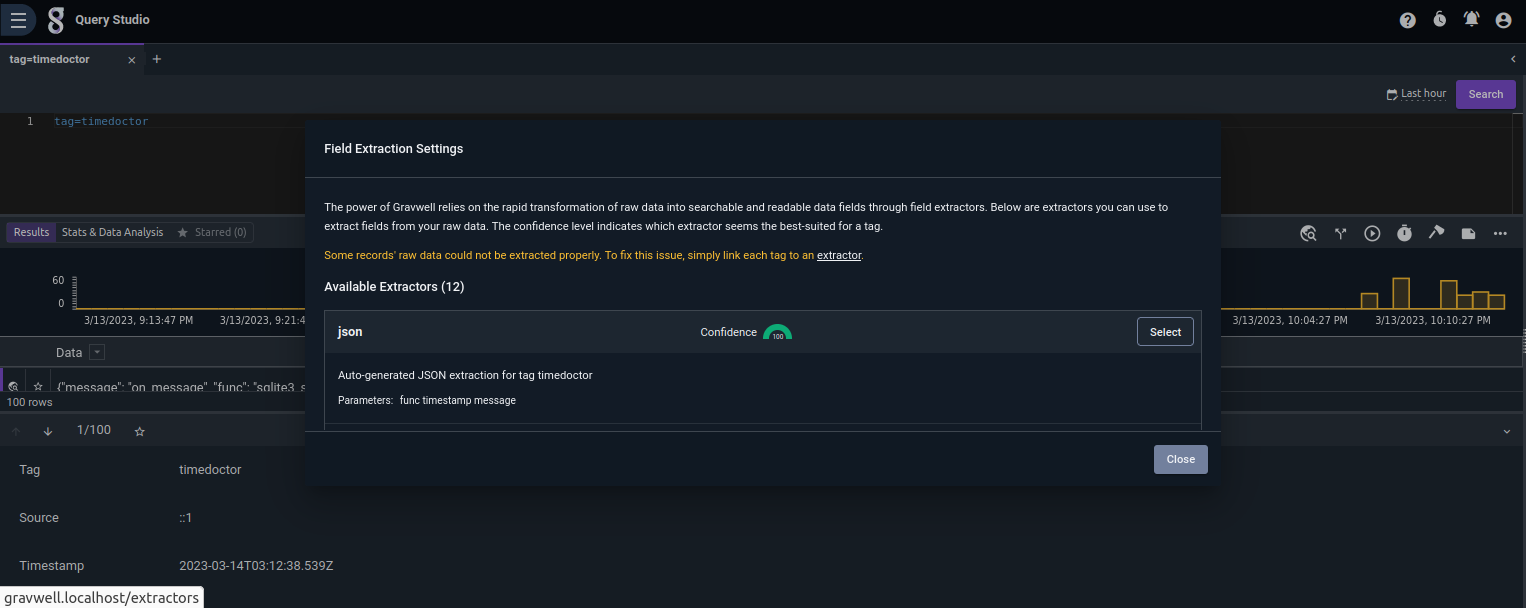 Query Studio
tag=timedoctor
Last hour
Search
1 tag=timedoctor
Field Extraction Settings
The power of Gravwell relies on the rapid transformation of raw data into searchable and readable data fields through field extractors. Below are extractors you can use to
extract fields from your raw data. The confidence level indicates which extractor seems the best-suited for a tag.
Some records' raw data could not be extracted properly. To fix this issue, simply link each tag to an extractor.
Available Extractors (12)
json Confidence 100 Select
Auto-generated JSON extraction for tag timedoctor
Parameters: func timestamp message
Close
Results Stats & Data Analysis Starred (0)
60
0
3/13/2023, 9:13:47 PM 3/13/2023, 9:21:4 3/13/2023, 10:04:27 PM 3/13/2023, 10:10:27 PM
Data
{"message": "on_message", "func": "sqlite3_s
100 rows
1/100
Tag timedoctor
Source ::1
Timestamp 2023-03-14T03:12:38.539Z
gravwell.localhost/extractors